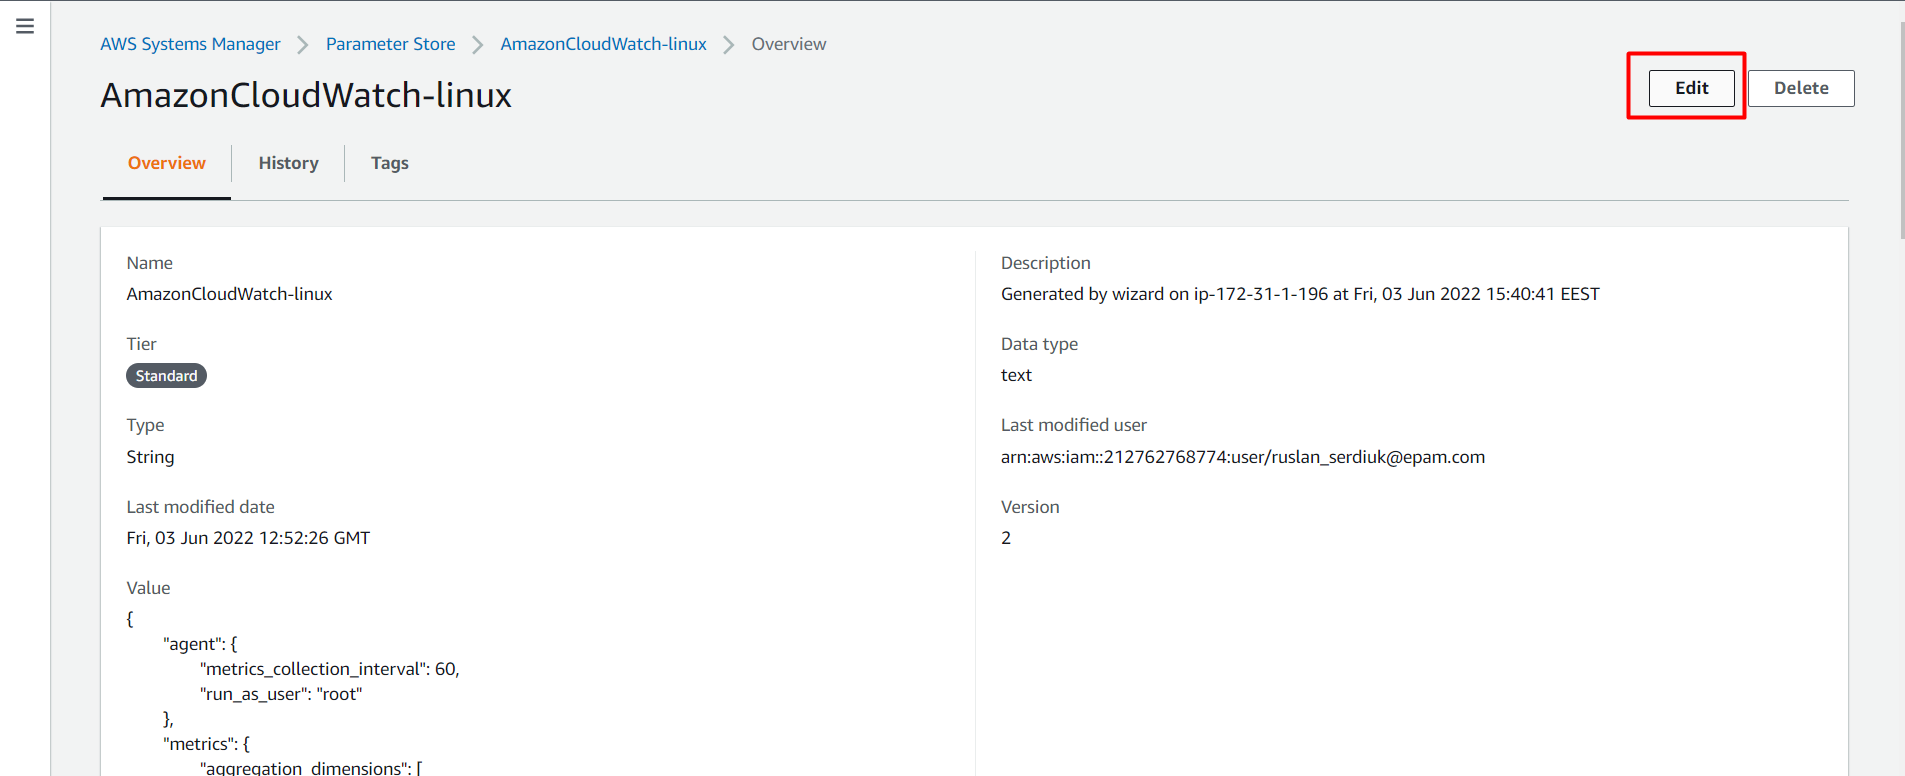 AWS Systems Manager > Parameter Store > AmazonCloudWatch-linux > Overview
AmazonCloudWatch-linux
Edit
Delete
Overview
History
Tags
Name
AmazonCloudWatch-linux
Description
Generated by wizard on ip-172-31-1-196 at Fri, 03 Jun 2022 15:40:41 EEST
Tier
Standard
Data type
text
Type
String
Last modified user
arn:aws:iam::212762768774:user/ruslan_serdiuk@epam.com
Last modified date
Fri, 03 Jun 2022 12:52:26 GMT
Version
2
Value
{
"agent": {
"metrics_collection_interval": 60,
"run_as_user": "root"
},
"metrics": {
"aggregation_dimensions": [